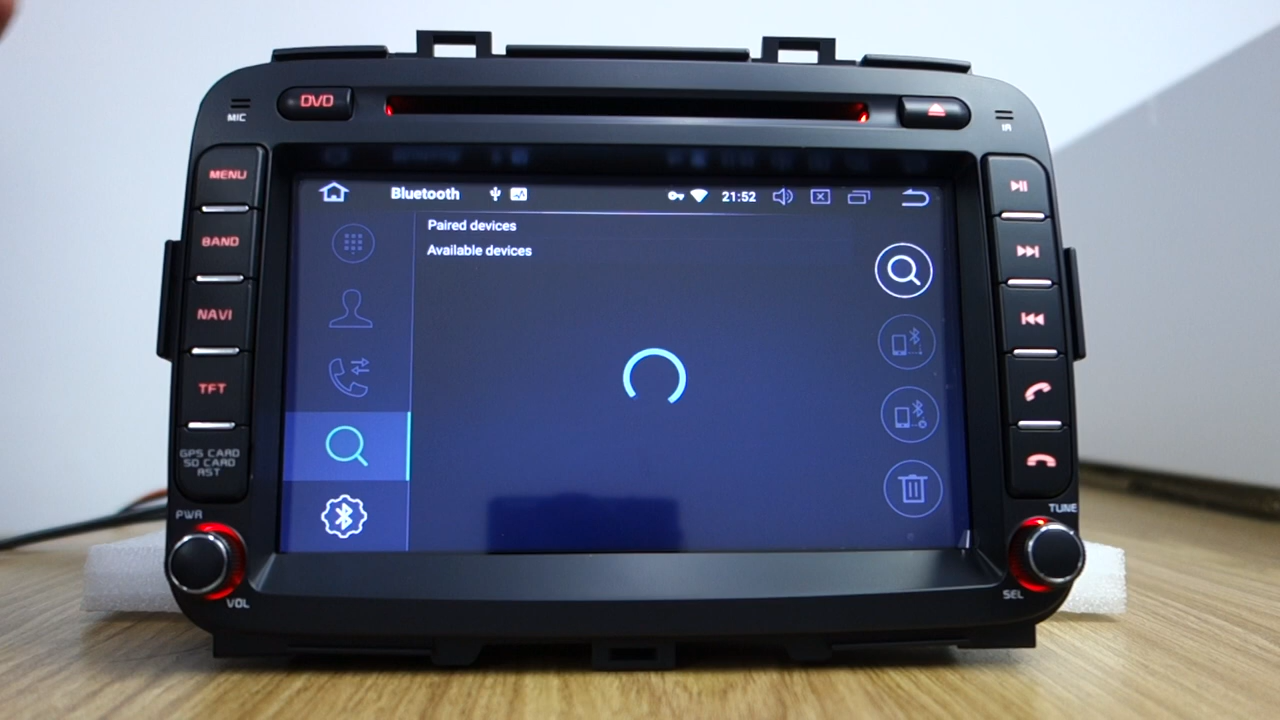 DVD
MIC
IR
MENU
BAND
NAVI
TFT
GPS CARD
SD CARD
RST
PWR
VOL
Bluetooth
21:52
Paired devices
Available devices
TUNE
SEL